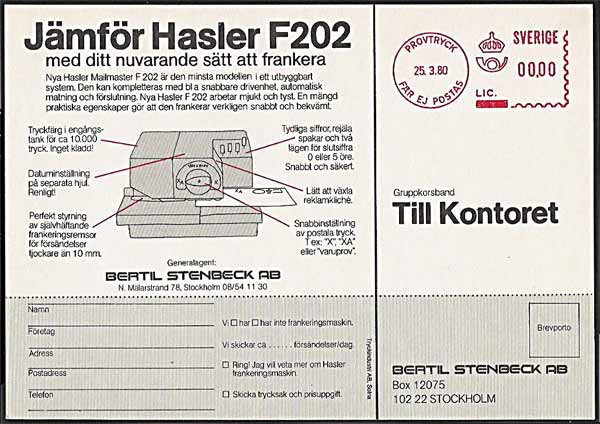 Jämför Hasler F202
med ditt nuvarande sätt att frankera
Nya Hasler Mailmaster F 202 är den minsta modellen i ett utbyggbart
system. Den kan kompletteras med bl a snabbare drivenhet, automatisk
matning och förslutning. Nya Hasler F 202 arbetar mjukt och tyst. En mängd
praktiska egenskaper gör att den frankerar verkligen snabbt och bekvämt.
Tryckfärg i engångs-
tank för ca 10.000
tryck. Inget kladd!
Datuminställning
på separata hjul.
Renligt!
Perfekt styrning
av självhäftande
frankeringsremsor
för försändelser
tjockare än 10 mm.
Tydliga siffror, rejäla
spakar och två
lägen för slutsiffra
0 eller 5 öre.
Snabbt och säkert.
Lätt att växla
reklamkliché.
Snabbinställning
av postala tryck.
T ex: "X", "XA"
eller "varuprov".
Generalagent:
BERTIL STENBECK AB
N. Mälarstrand 78, Stockholm 08/54 11 30
Namn
Företag
Adress
Postadress
Telefon
Vi ☐ har ☐ har inte frankeringsmaskin.
Vi skickar ca ...... försändelser/dag.
☐ Ring! Jag vill veta mer om Hasler
frankeringsmaskin.
☐ Skicka trycksak och prisuppgift.
Tryckindustri AB, Solna
PROVTRYCK
25. 3. 80
FÅR EJ POSTAS
SVERIGE
00,00
LIC.
Gruppkorsband
Till Kontoret
Brevporto
BERTIL STENBECK AB
Box 12075
102 22 STOCKHOLM